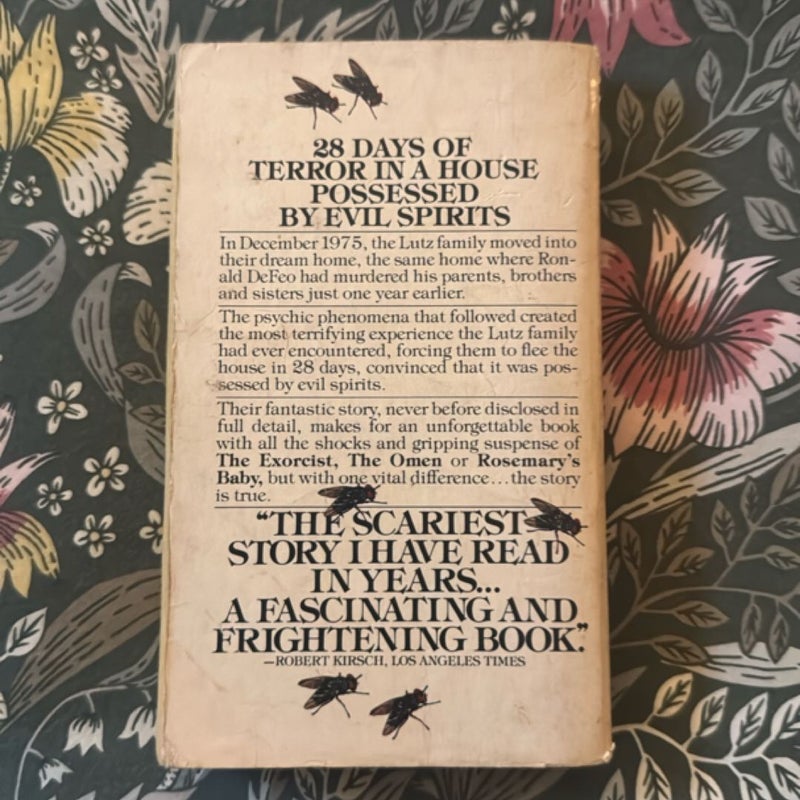 28 DAYS OF
TERROR IN A HOUSE
POSSESSED
BY EVIL SPIRITS
In December 1975, the Lutz family moved into
their dream home, the same home where Ron-
ald DeFeo had murdered his parents, brothers
and sisters just one year earlier.
The psychic phenomena that followed created
the most terrifying experience the Lutz family
had ever encountered, forcing them to flee the
house in 28 days, convinced that it was pos-
sessed by evil spirits.
Their fantastic story, never before disclosed in
full detail, makes for an unforgettable book
with all the shocks and gripping suspense of
The Exorcist, The Omen or Rosemary's
Baby, but with one vital difference...the story
is true.
“THE SCARIEST
STORY I HAVE READ
IN YEARS...
A FASCINATING AND
FRIGHTENING BOOK.”
—ROBERT KIRSCH, LOS ANGELES TIMES